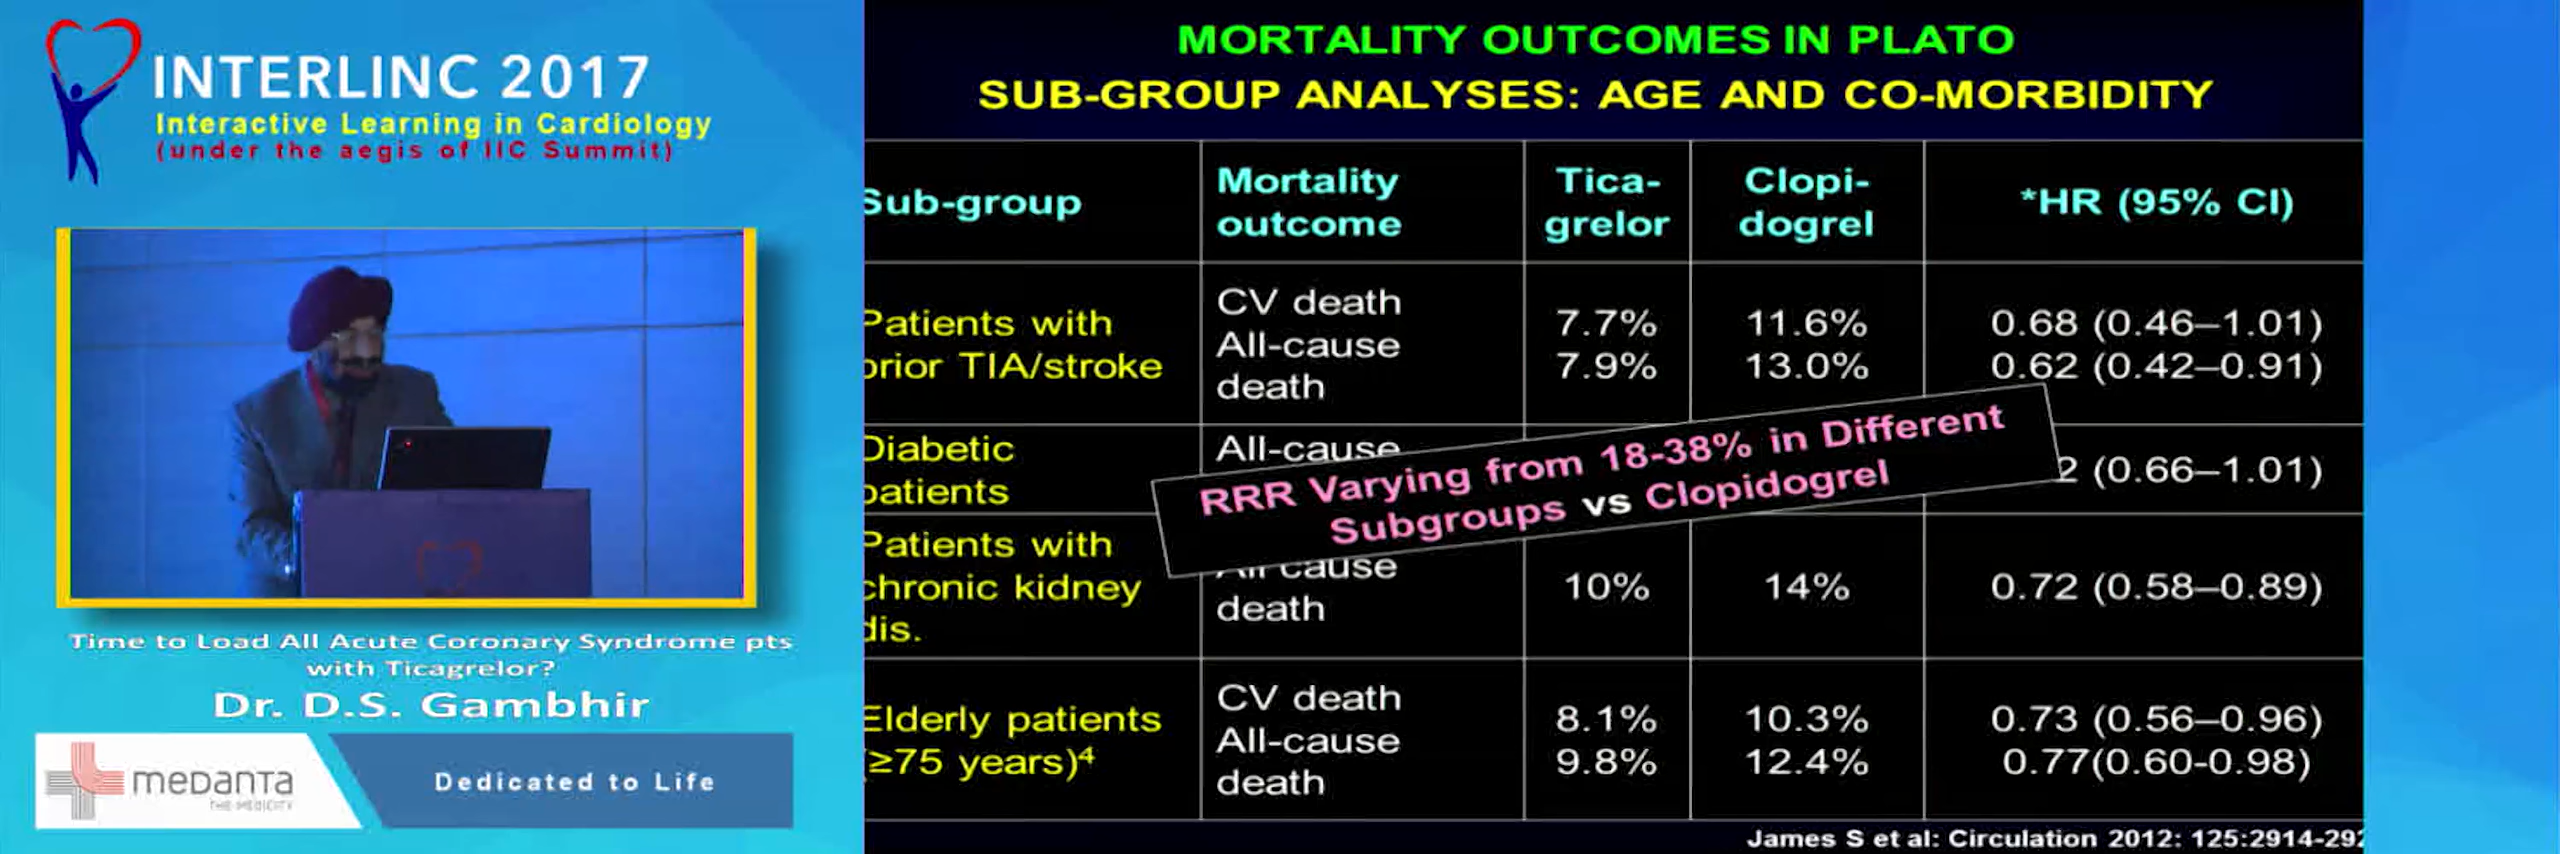 INTERLINC 2017
Interactive Learning in Cardiology
(under the aegis of IIC Summit)
Time to Load All Acute Coronary Syndrome pts
with Ticagrelor?
Dr. D.S. Gambhir
meDanTa
THE MEDICITY
Dedicated to Life
MORTALITY OUTCOMES IN PLATO
SUB-GROUP ANALYSES: AGE AND CO-MORBIDITY
Sub-group
Mortality
outcome
Tica-
grelor
Clopi-
dogrel
*HR (95% CI)
Patients with
prior TIA/stroke
CV death
All-cause
death
7.7%
7.9%
11.6%
13.0%
0.68 (0.46–1.01)
0.62 (0.42–0.91)
Diabetic
patients
All-cause
2 (0.66–1.01)
RRR Varying from 18-38% in Different
Subgroups vs Clopidogrel
Patients with
chronic kidney
dis.
All cause
death
10%
14%
0.72 (0.58–0.89)
Elderly patients
(≥75 years)⁴
CV death
All-cause
death
8.1%
9.8%
10.3%
12.4%
0.73 (0.56–0.96)
0.77(0.60-0.98)
James S et al: Circulation 2012: 125:2914-292